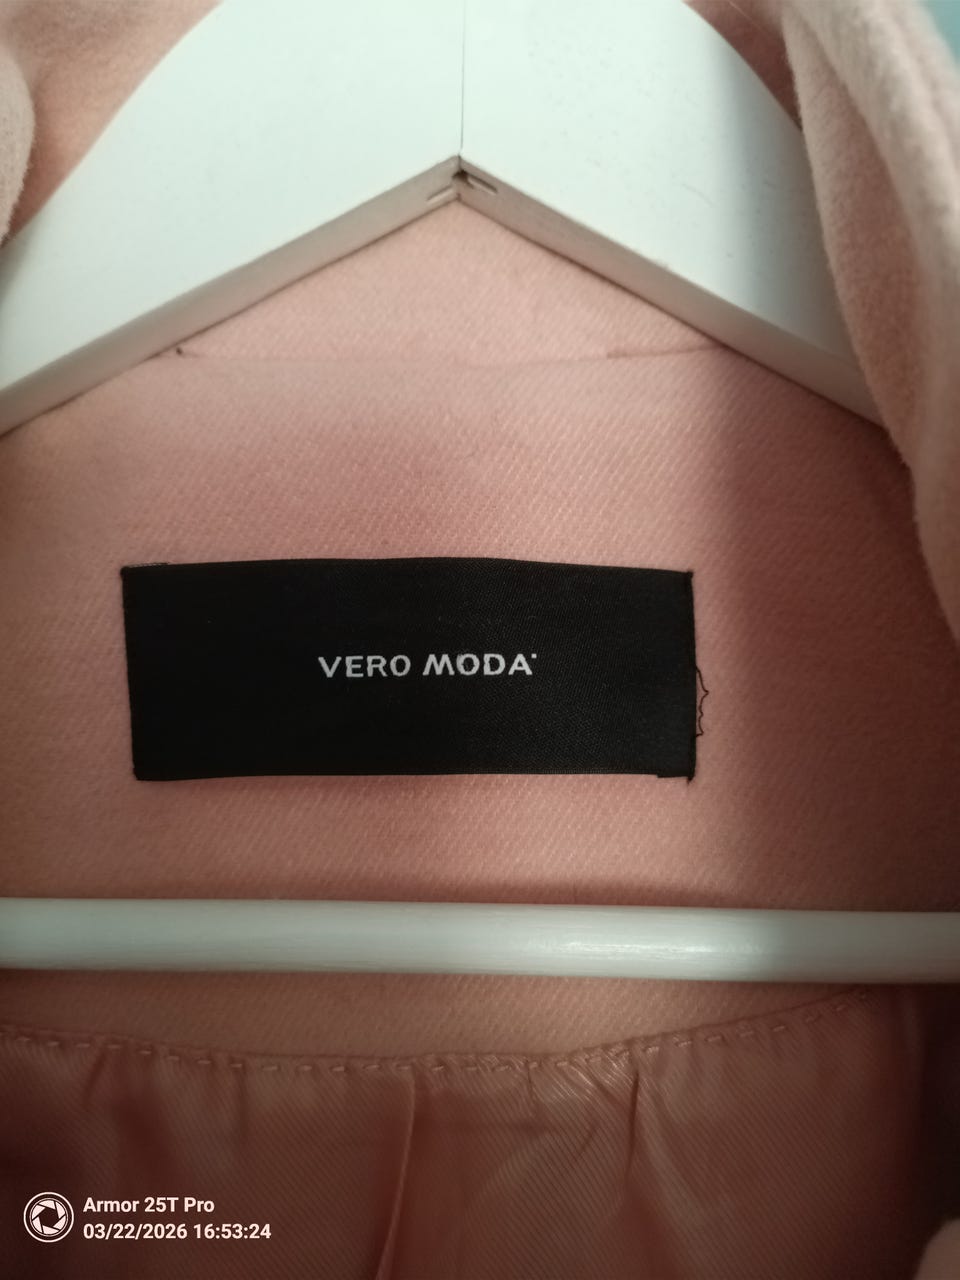 VERO MODA
Armor 25T Pro
03/22/2026 16:53:24